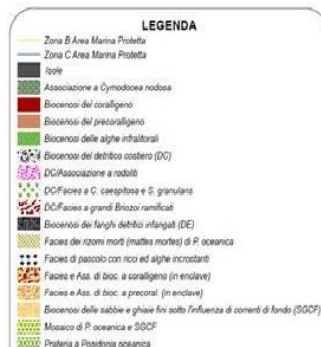 LEGENDA
Zona B Area Marina Protetta
Zona C Area Marina Protetta
Isole
Associazione a Cymodocea nodosa
Biocenosi del coralligeno
Biocenosi del precoralligeno
Biocenosi delle alghe infralitorali
Biocenosi del detritico costiero (DC)
DC/Associazione a rodoliti
DC/Facies a C. caespitosa e S. granularis
DC/Facies a grandi Briozoi ramificati
Biocenosi dei fanghi detritici infangati (DE)
Facies dei rizomi morti (mattes mortes) di P. oceanica
Facies di pascolo con ricci ed alghe incrostanti
Facies e Ass. di bioc. a coralligeno (in enclave)
Facies e Ass. di bioc. a precoral. (in enclave)
Biocenosi delle sabbie e ghiaie fini sotto l'influenza di correnti di fondo (SGCF)
Mosaico di P. oceanica e SGCF
Prateria a Posidonia oceanica